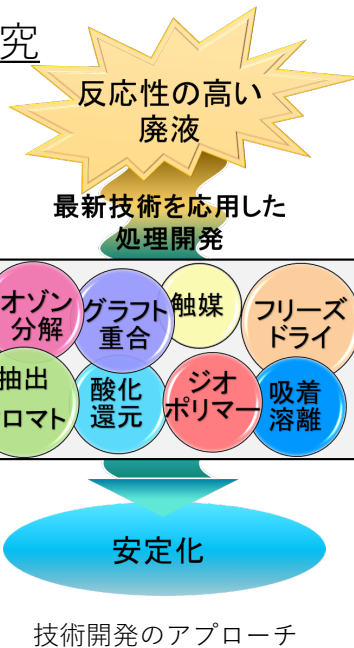 究
反応性の高い
廃液
最新技術を応用した
処理開発
オゾン
分解
グラフト
重合
触媒
フリーズ
ドライ
抽出
ロマト
酸化
還元
ジオ
ポリマー
吸着
溶離
安定化
技術開発のアプローチ